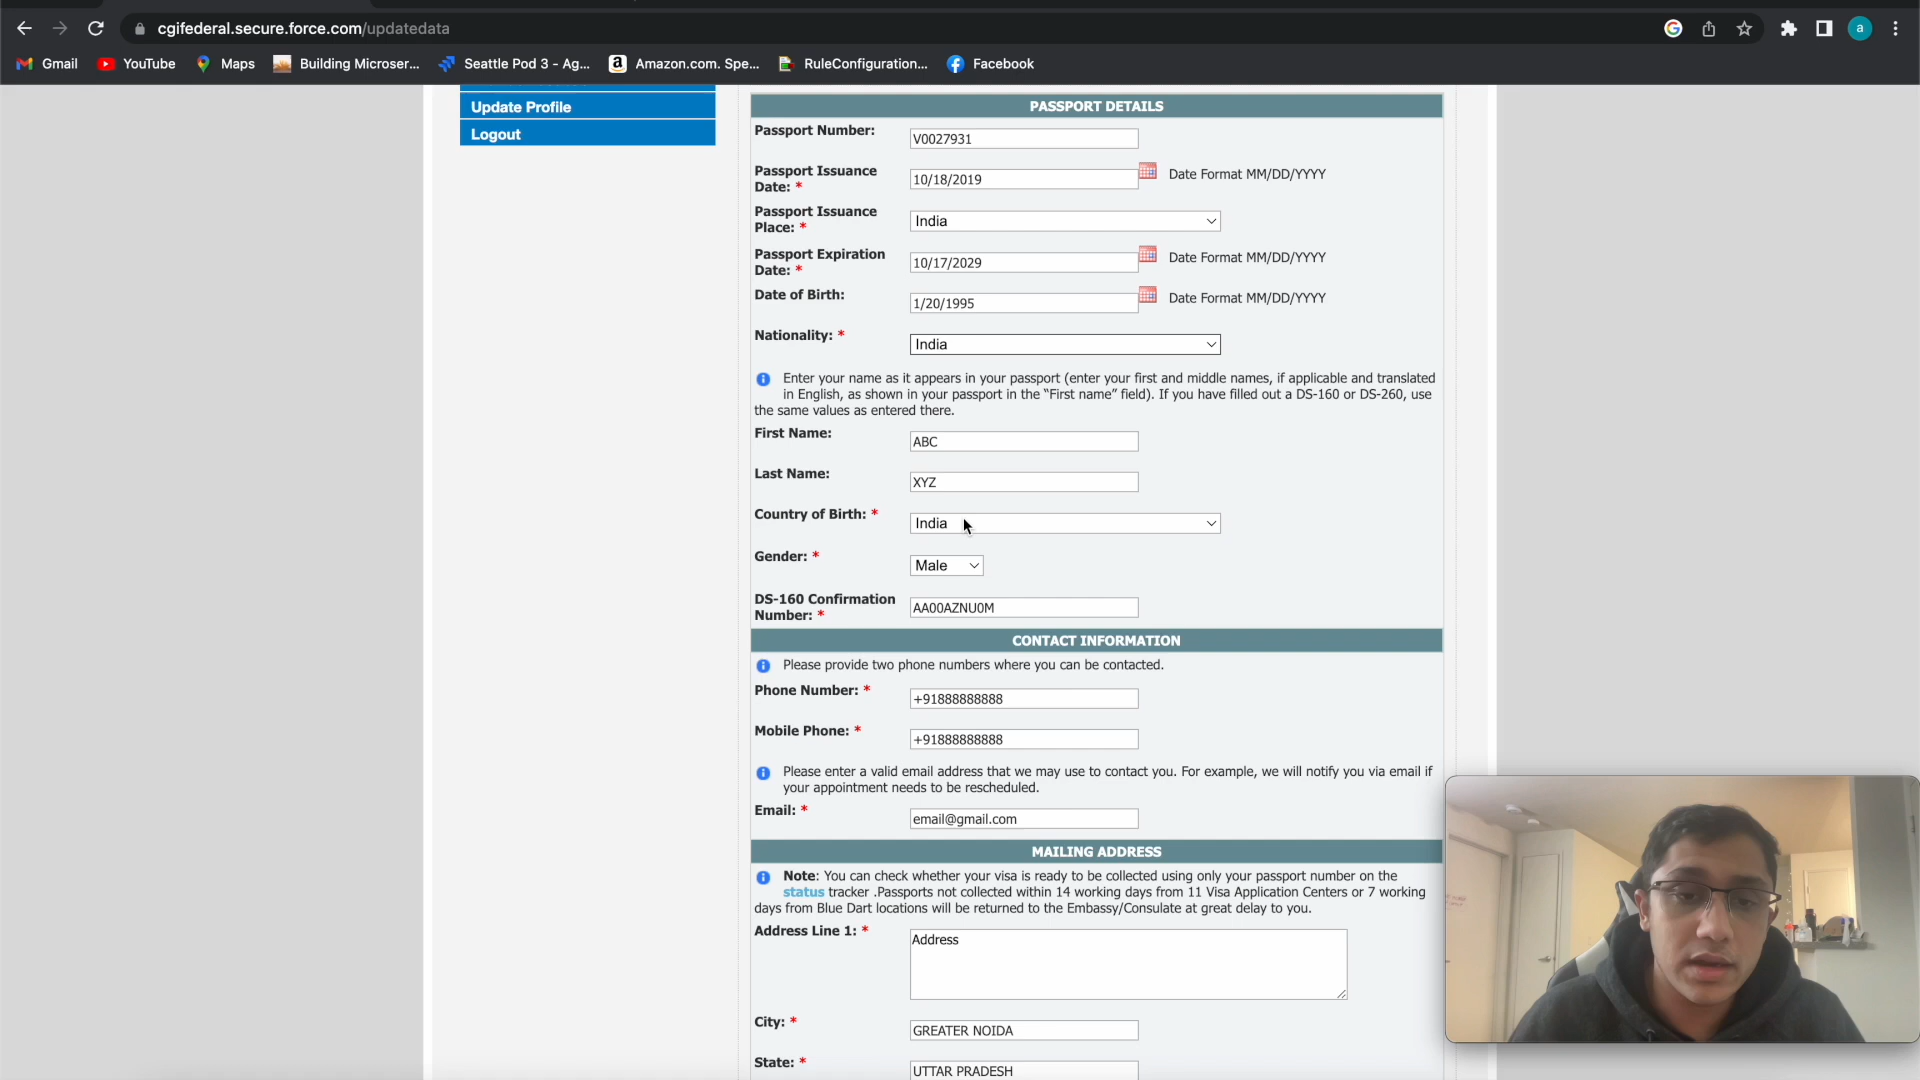 cgifederal.secure.force.com/updatedata
a
Gmail
YouTube
Maps
Building Microser...
Seattle Pod 3 - Ag...
Amazon.com. Spe...
RuleConfiguration...
Facebook
Update Profile
Logout
PASSPORT DETAILS
Passport Number:
V0027931
Passport Issuance
Date: *
10/18/2019
Date Format MM/DD/YYYY
Passport Issuance
Place: *
India
Passport Expiration
Date: *
10/17/2029
Date Format MM/DD/YYYY
Date of Birth:
1/20/1995
Date Format MM/DD/YYYY
Nationality: *
India
Enter your name as it appears in your passport (enter your first and middle names, if applicable and translated
in English, as shown in your passport in the “First name” field). If you have filled out a DS-160 or DS-260, use
the same values as entered there.
First Name:
ABC
Last Name:
XYZ
Country of Birth: *
India
Gender: *
Male
DS-160 Confirmation
Number: *
AA00AZNU0M
CONTACT INFORMATION
Please provide two phone numbers where you can be contacted.
Phone Number: *
+91888888888
Mobile Phone: *
+91888888888
Please enter a valid email address that we may use to contact you. For example, we will notify you via email if
your appointment needs to be rescheduled.
Email: *
email@gmail.com
MAILING ADDRESS
Note: You can check whether your visa is ready to be collected using only your passport number on the
status tracker .Passports not collected within 14 working days from 11 Visa Application Centers or 7 working
days from Blue Dart locations will be returned to the Embassy/Consulate at great delay to you.
Address Line 1: *
Address
City: *
GREATER NOIDA
State: *
UTTAR PRADESH